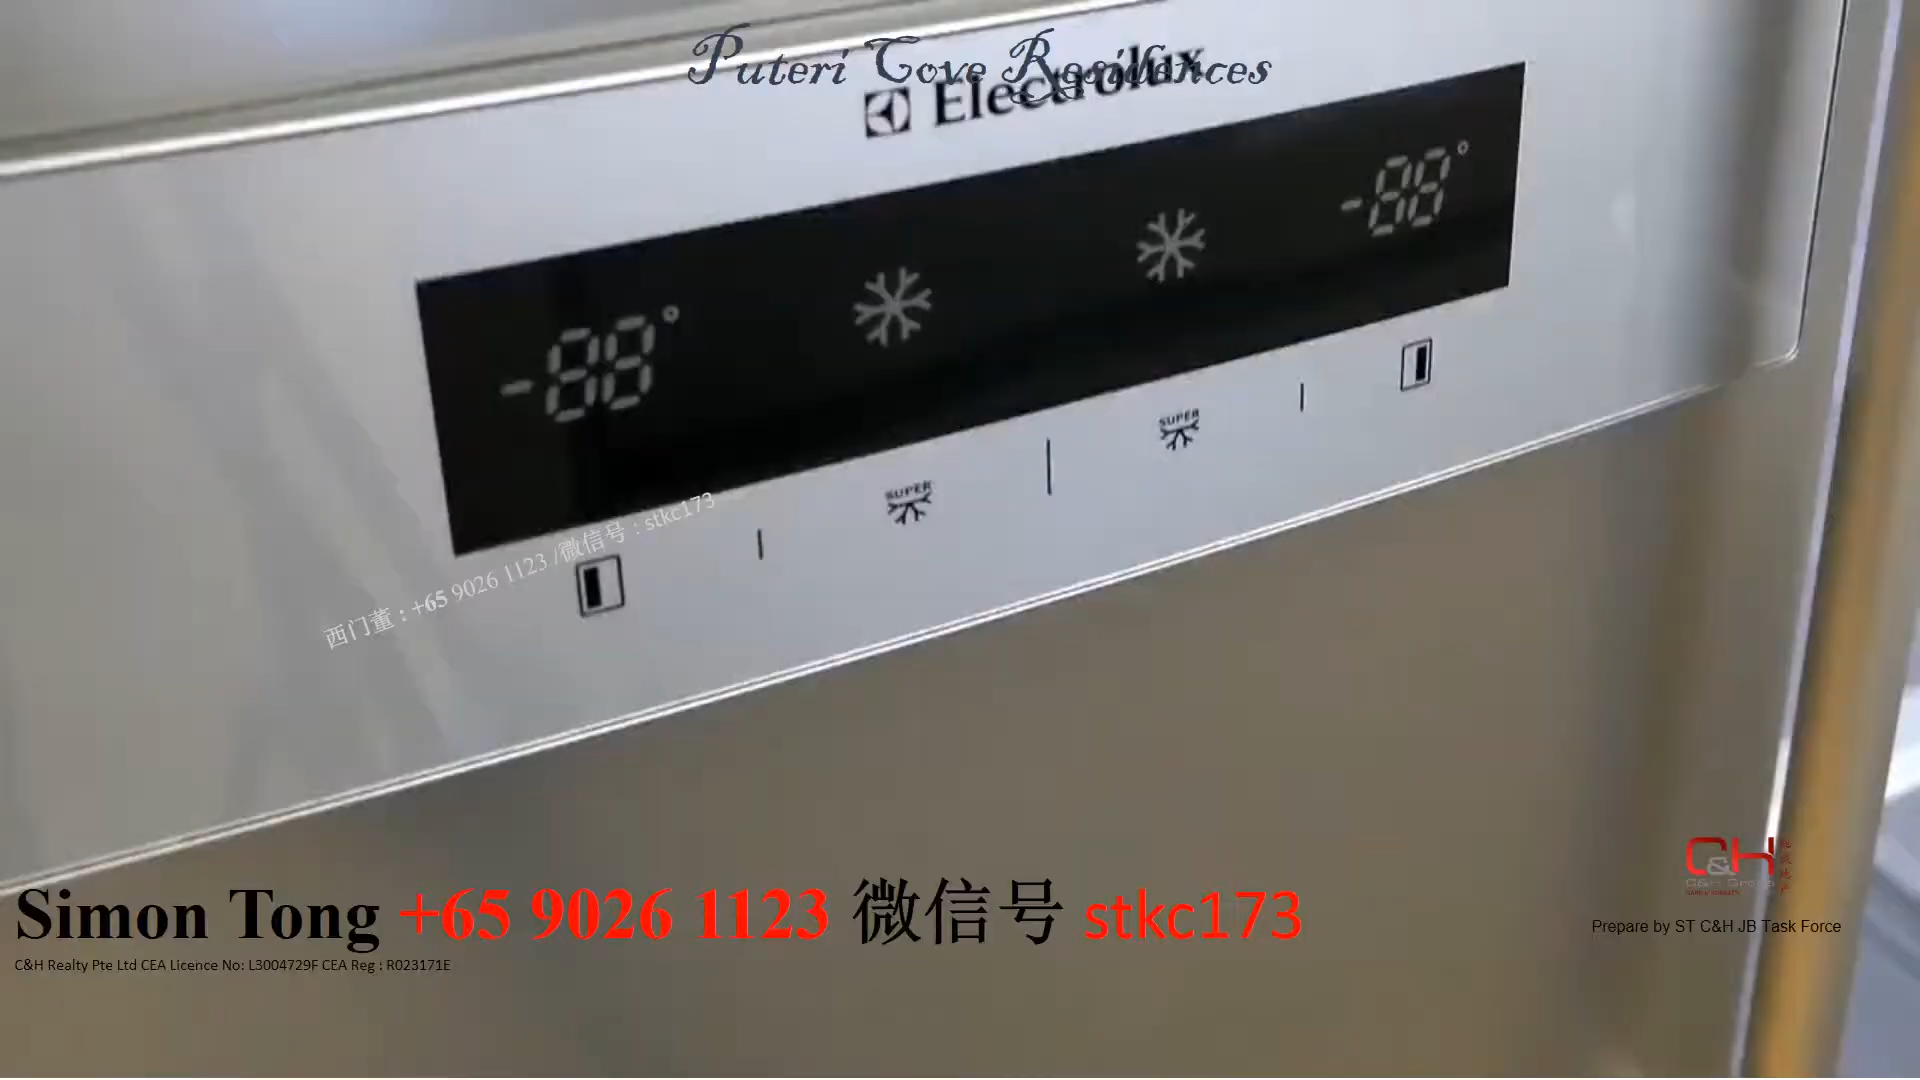 Puteri Cove Residences
Electrolux
-88°
-88°
SUPER
SUPER
西门董 : +65 9026 1123 /微信号 : stkc173
C&H
C&H Group
Simon Tong +65 9026 1123 微信号 stkc173
Prepare by ST C&H JB Task Force
C&H Realty Pte Ltd CEA Licence No: L3004729F CEA Reg : R023171E